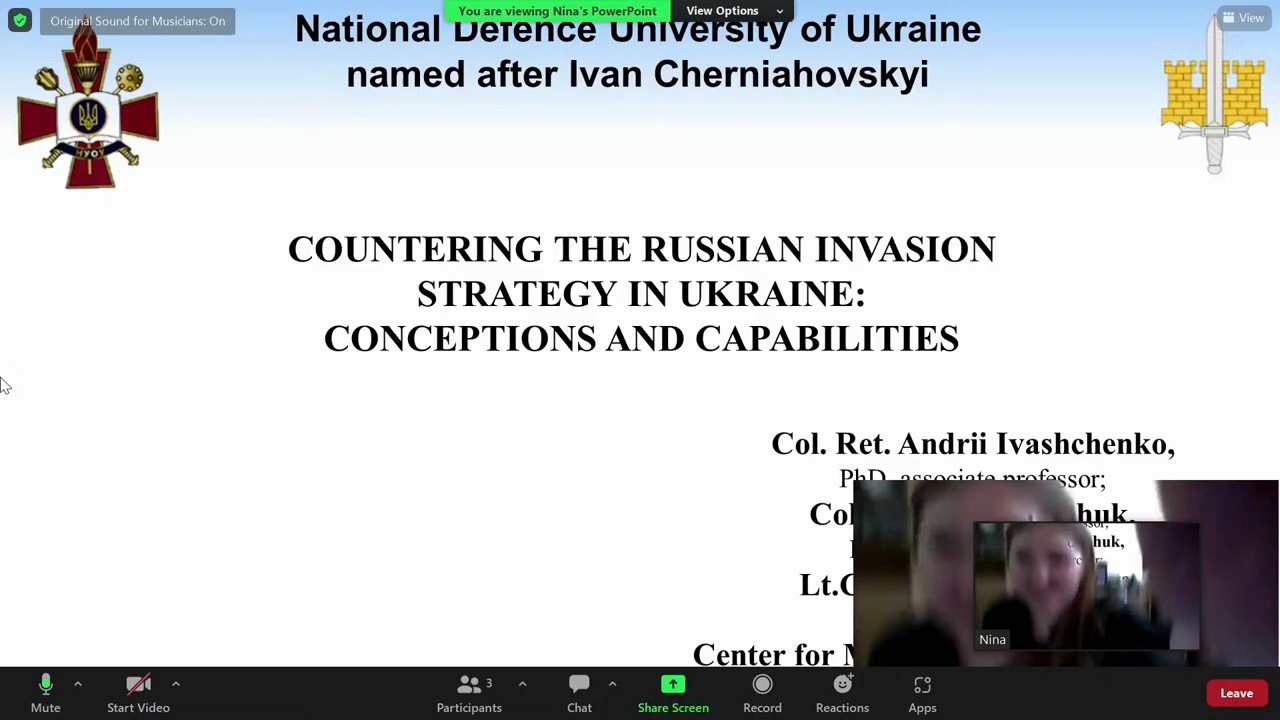 Original Sound for Musicians: On
You are viewing Nina's PowerPoint
View Options
View
National Defence University of Ukraine
named after Ivan Cherniahovskyi
НУОУ
COUNTERING THE RUSSIAN INVASION
STRATEGY IN UKRAINE:
CONCEPTIONS AND CAPABILITIES
Col. Ret. Andrii Ivashchenko,
PhD, associate professor;
Col
huk,
huk,
Lt.C
Nina
Center for
Mute
Start Video
Participants
3
Chat
Share Screen
Record
Reactions
Apps
Leave